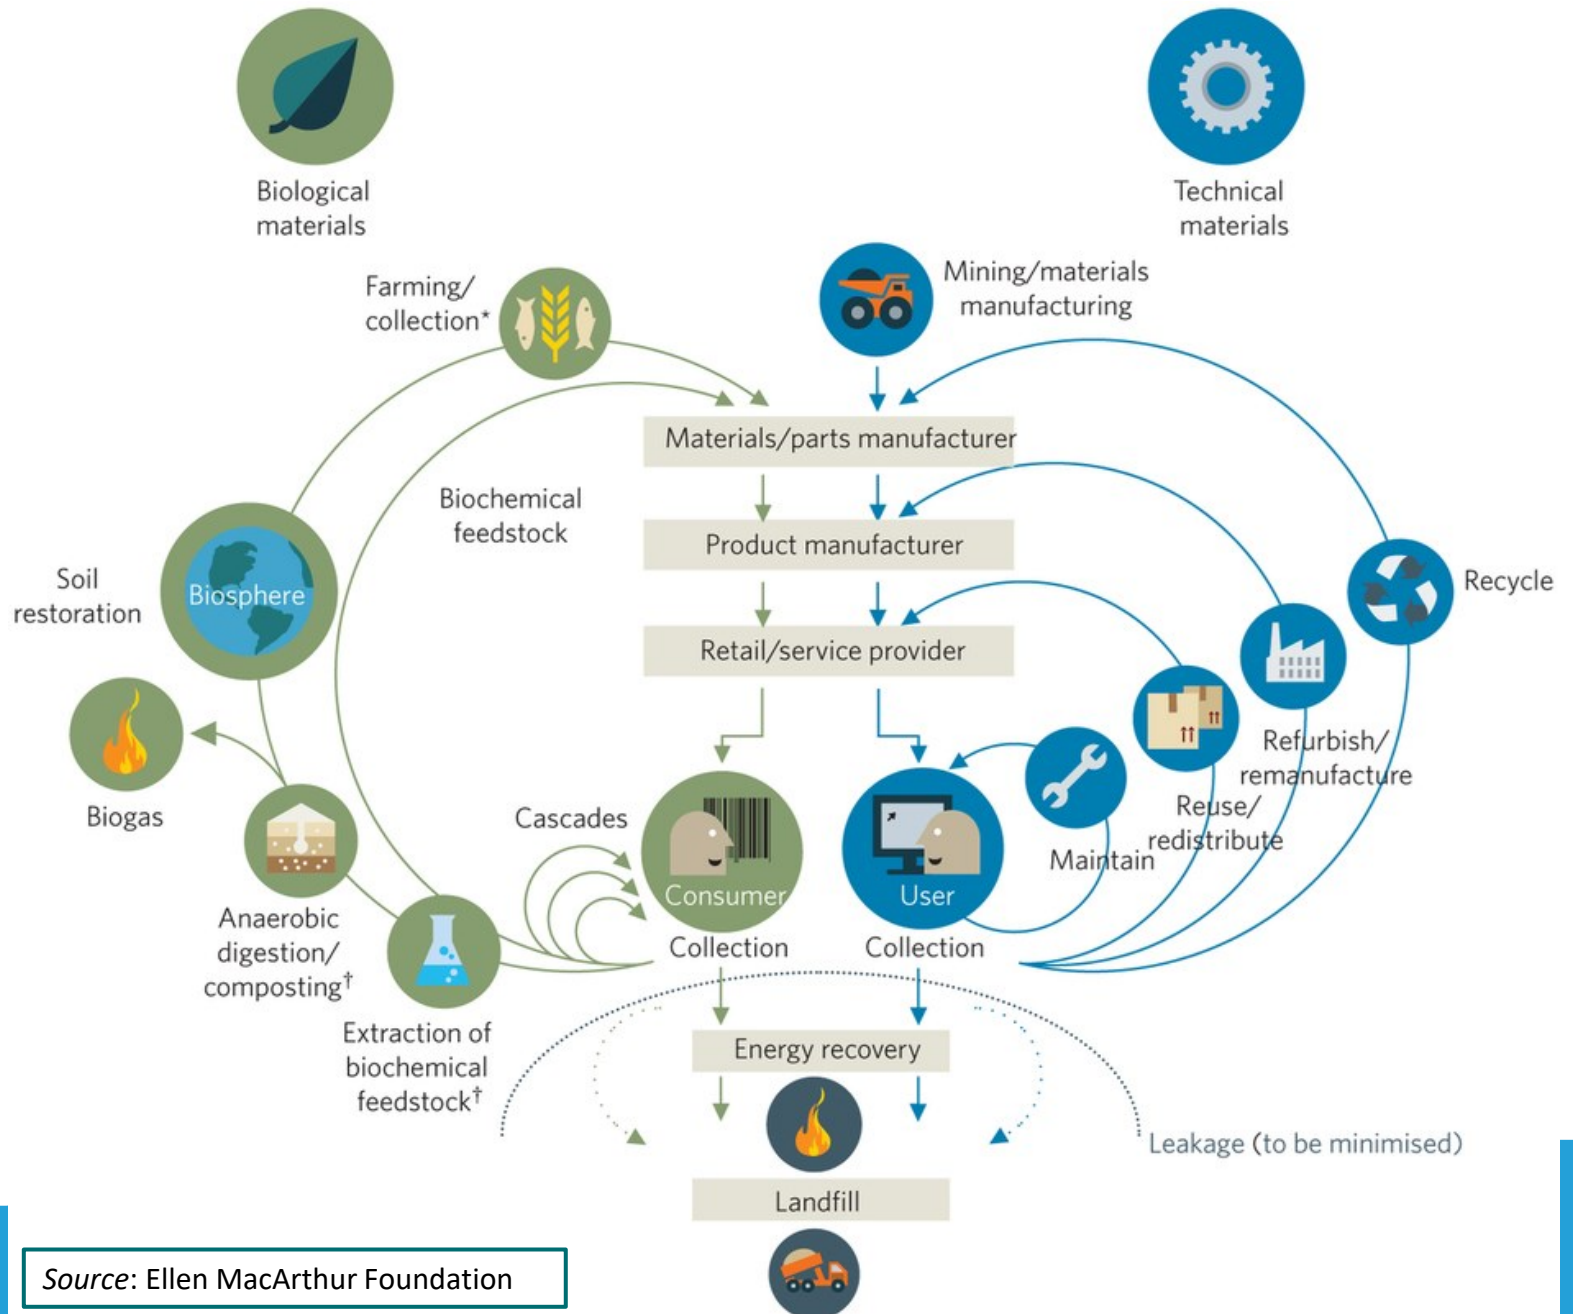 Biological
materials
Technical
materials
Farming/
collection*
Mining/materials
manufacturing
Materials/parts manufacturer
Biochemical
feedstock
Product manufacturer
Soil
restoration
Biosphere
Recycle
Retail/service provider
Biogas
Refurbish/
remanufacture
Reuse/
redistribute
Maintain
Cascades
Consumer
User
Collection
Collection
Anaerobic
digestion/
composting†
Extraction of
biochemical
feedstock†
Energy recovery
Leakage (to be minimised)
Landfill
Source: Ellen MacArthur Foundation